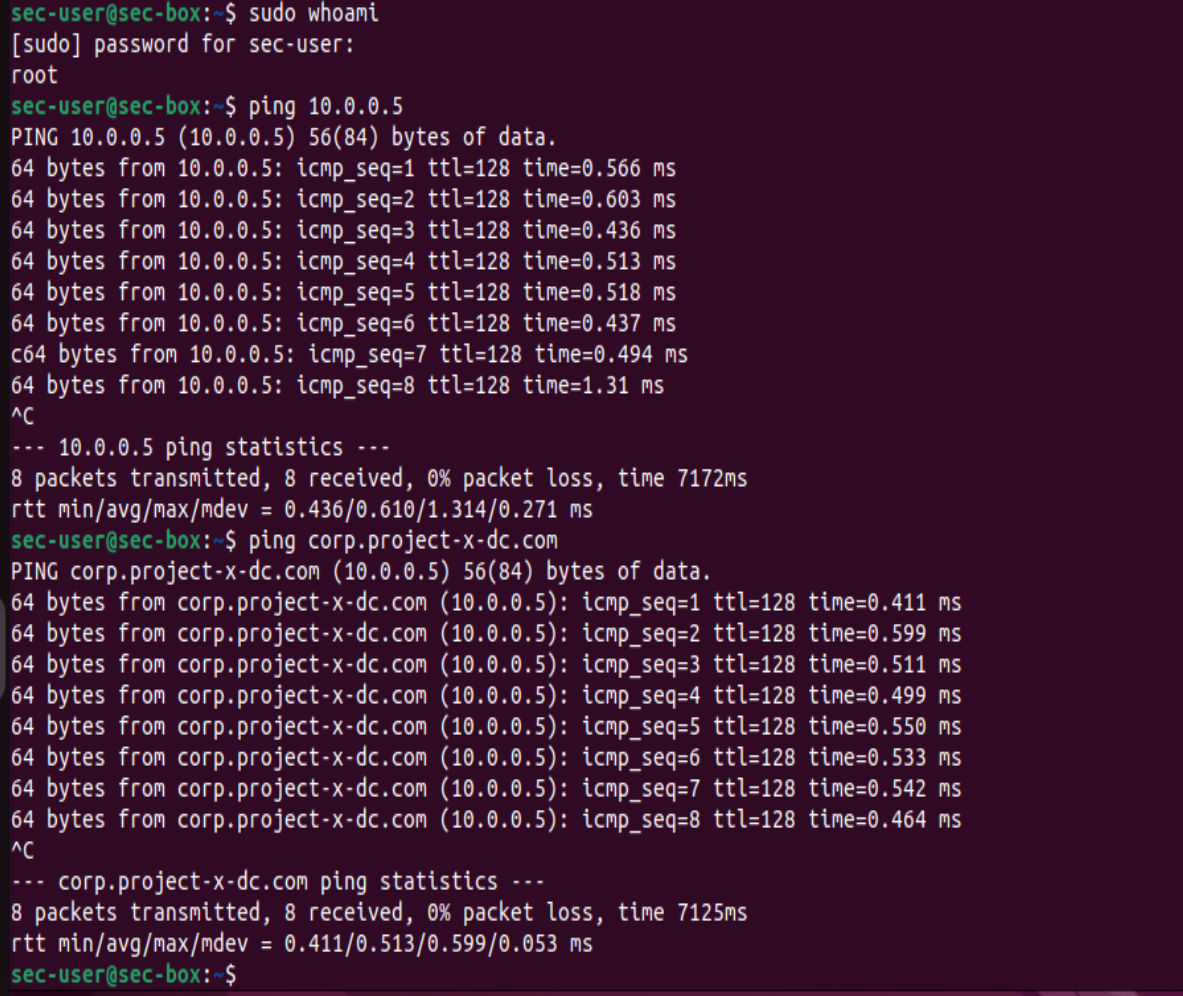 sec-user@sec-box:~$ sudo whoami
[sudo] password for sec-user:
root
sec-user@sec-box:~$ ping 10.0.0.5
PING 10.0.0.5 (10.0.0.5) 56(84) bytes of data.
64 bytes from 10.0.0.5: icmp_seq=1 ttl=128 time=0.566 ms
64 bytes from 10.0.0.5: icmp_seq=2 ttl=128 time=0.603 ms
64 bytes from 10.0.0.5: icmp_seq=3 ttl=128 time=0.436 ms
64 bytes from 10.0.0.5: icmp_seq=4 ttl=128 time=0.513 ms
64 bytes from 10.0.0.5: icmp_seq=5 ttl=128 time=0.518 ms
64 bytes from 10.0.0.5: icmp_seq=6 ttl=128 time=0.437 ms
c64 bytes from 10.0.0.5: icmp_seq=7 ttl=128 time=0.494 ms
64 bytes from 10.0.0.5: icmp_seq=8 ttl=128 time=1.31 ms
^C
--- 10.0.0.5 ping statistics ---
8 packets transmitted, 8 received, 0% packet loss, time 7172ms
rtt min/avg/max/mdev = 0.436/0.610/1.314/0.271 ms
sec-user@sec-box:~$ ping corp.project-x-dc.com
PING corp.project-x-dc.com (10.0.0.5) 56(84) bytes of data.
64 bytes from corp.project-x-dc.com (10.0.0.5): icmp_seq=1 ttl=128 time=0.411 ms
64 bytes from corp.project-x-dc.com (10.0.0.5): icmp_seq=2 ttl=128 time=0.599 ms
64 bytes from corp.project-x-dc.com (10.0.0.5): icmp_seq=3 ttl=128 time=0.511 ms
64 bytes from corp.project-x-dc.com (10.0.0.5): icmp_seq=4 ttl=128 time=0.499 ms
64 bytes from corp.project-x-dc.com (10.0.0.5): icmp_seq=5 ttl=128 time=0.550 ms
64 bytes from corp.project-x-dc.com (10.0.0.5): icmp_seq=6 ttl=128 time=0.533 ms
64 bytes from corp.project-x-dc.com (10.0.0.5): icmp_seq=7 ttl=128 time=0.542 ms
64 bytes from corp.project-x-dc.com (10.0.0.5): icmp_seq=8 ttl=128 time=0.464 ms
^C
--- corp.project-x-dc.com ping statistics ---
8 packets transmitted, 8 received, 0% packet loss, time 7125ms
rtt min/avg/max/mdev = 0.411/0.513/0.599/0.053 ms
sec-user@sec-box:~$